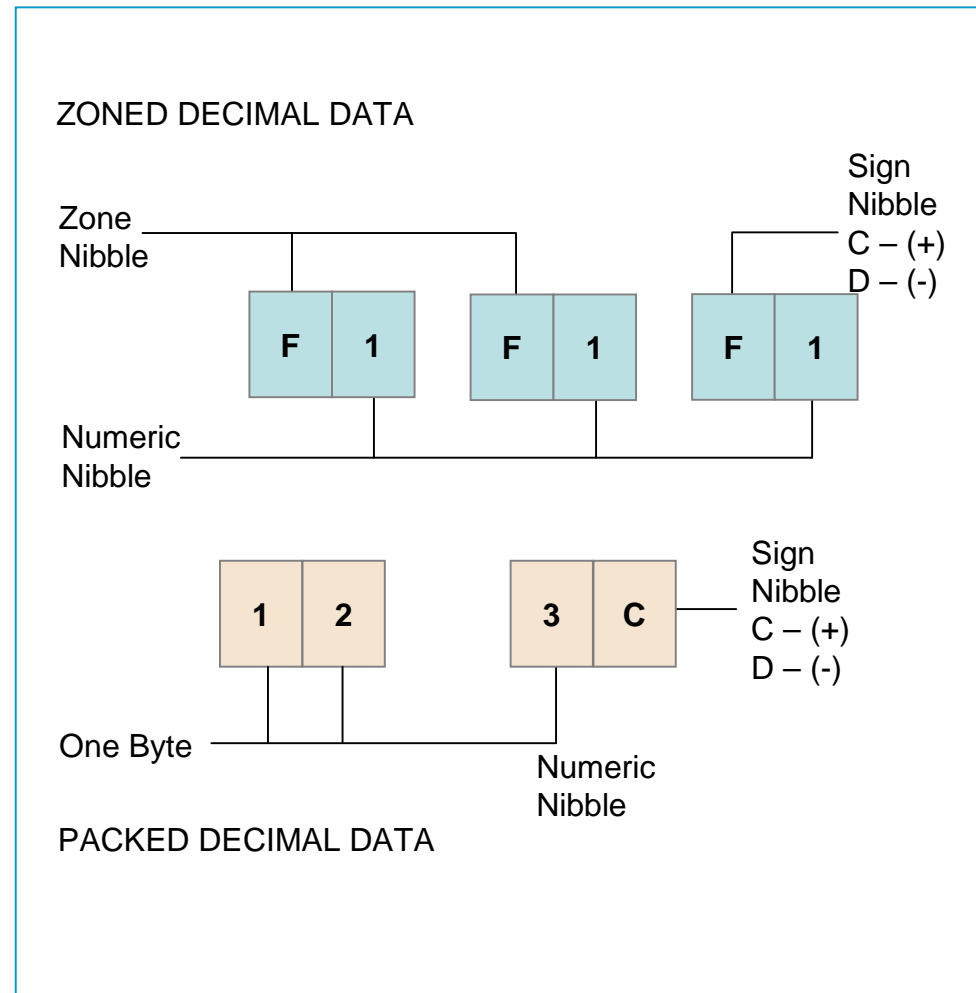 ZONED DECIMAL DATA
Sign
Nibble
C – (+)
D – (-)
Zone
Nibble
F 1 F 1 F 1
Numeric
Nibble
1 2 3 C
Sign
Nibble
C – (+)
D – (-)
One Byte
Numeric
Nibble
PACKED DECIMAL DATA